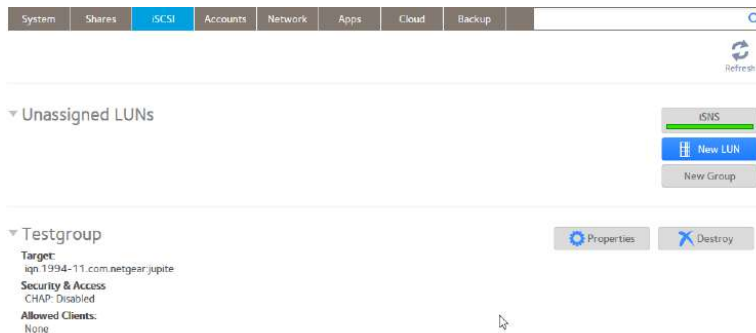 System Shares iSCSI Accounts Network Apps Cloud Backup
Refresh
Unassigned LUNs
iSNS
New LUN
New Group
Testgroup
Properties Destroy
Target:
iqn.1994-11.com.netgear:jupite
Security & Access
CHAP: Disabled
Allowed Clients:
None